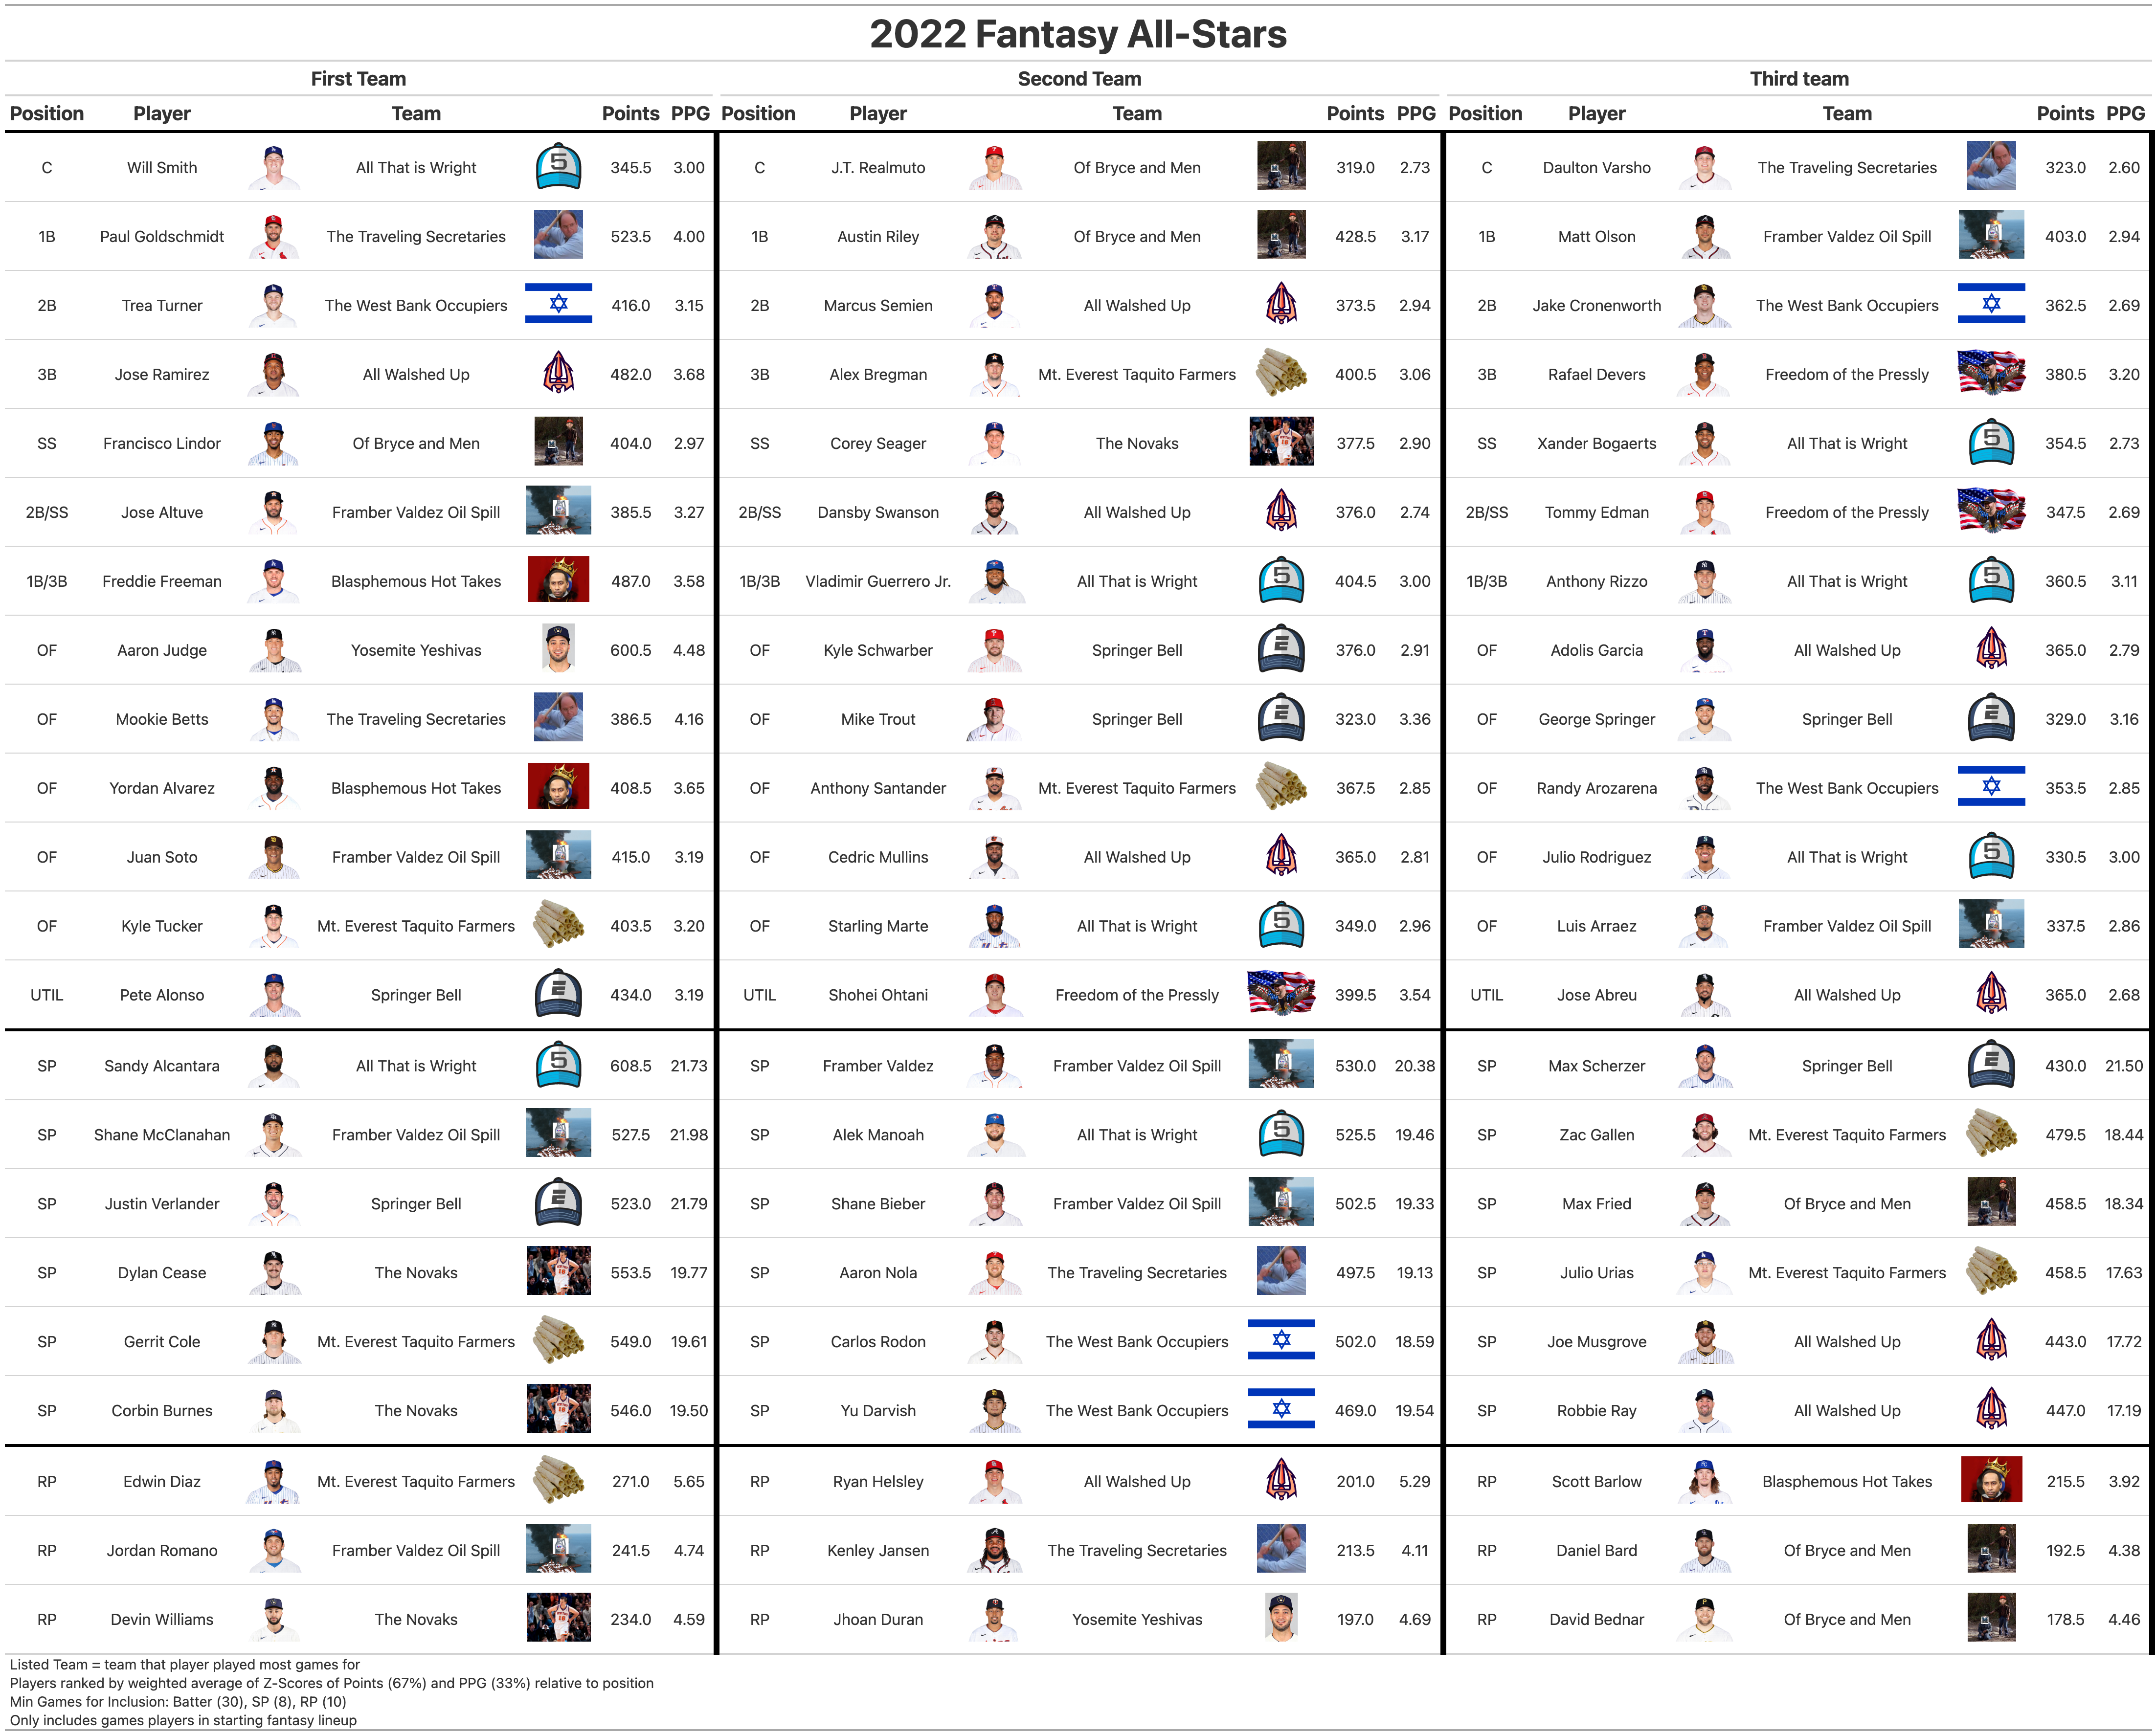 2022 Fantasy All-Stars
First Team Second Team Third team
Position Player Team Points PPG Position Player Team Points PPG Position Player Team Points PPG
C Will Smith All That is Wright 5 345.5 3.00 C J.T. Realmuto Of Bryce and Men 319.0 2.73 C Daulton Varsho The Traveling Secretaries 323.0 2.60
1B Paul Goldschmidt The Traveling Secretaries 523.5 4.00 1B Austin Riley Of Bryce and Men 428.5 3.17 1B Matt Olson Framber Valdez Oil Spill 403.0 2.94
2B Trea Turner The West Bank Occupiers 416.0 3.15 2B Marcus Semien All Walshed Up 373.5 2.94 2B Jake Cronenworth The West Bank Occupiers 362.5 2.69
3B Jose Ramirez All Walshed Up 482.0 3.68 3B Alex Bregman Mt. Everest Taquito Farmers 400.5 3.06 3B Rafael Devers Freedom of the Pressly 380.5 3.20
SS Francisco Lindor Of Bryce and Men 404.0 2.97 SS Corey Seager The Novaks 377.5 2.90 SS Xander Bogaerts All That is Wright 5 354.5 2.73
2B/SS Jose Altuve Framber Valdez Oil Spill 385.5 3.27 2B/SS Dansby Swanson All Walshed Up 376.0 2.74 2B/SS Tommy Edman Freedom of the Pressly 347.5 2.69
1B/3B Freddie Freeman Blasphemous Hot Takes 487.0 3.58 1B/3B Vladimir Guerrero Jr. All That is Wright 5 404.5 3.00 1B/3B Anthony Rizzo All That is Wright 5 360.5 3.11
OF Aaron Judge Yosemite Yeshivas 600.5 4.48 OF Kyle Schwarber Springer Bell E 376.0 2.91 OF Adolis Garcia All Walshed Up 365.0 2.79
OF Mookie Betts The Traveling Secretaries 386.5 4.16 OF Mike Trout Springer Bell E 323.0 3.36 OF George Springer Springer Bell E 329.0 3.16
OF Yordan Alvarez Blasphemous Hot Takes 408.5 3.65 OF Anthony Santander Mt. Everest Taquito Farmers 367.5 2.85 OF Randy Arozarena The West Bank Occupiers 353.5 2.85
OF Juan Soto Framber Valdez Oil Spill 415.0 3.19 OF Cedric Mullins All Walshed Up 365.0 2.81 OF Julio Rodriguez All That is Wright 5 330.5 3.00
OF Kyle Tucker Mt. Everest Taquito Farmers 403.5 3.20 OF Starling Marte All That is Wright 5 349.0 2.96 OF Luis Arraez Framber Valdez Oil Spill 337.5 2.86
UTIL Pete Alonso Springer Bell E 434.0 3.19 UTIL Shohei Ohtani Freedom of the Pressly 399.5 3.54 UTIL Jose Abreu All Walshed Up 365.0 2.68
SP Sandy Alcantara All That is Wright 5 608.5 21.73 SP Framber Valdez Framber Valdez Oil Spill 530.0 20.38 SP Max Scherzer Springer Bell E 430.0 21.50
SP Shane McClanahan Framber Valdez Oil Spill 527.5 21.98 SP Alek Manoah All That is Wright 5 525.5 19.46 SP Zac Gallen Mt. Everest Taquito Farmers 479.5 18.44
SP Justin Verlander Springer Bell E 523.0 21.79 SP Shane Bieber Framber Valdez Oil Spill 502.5 19.33 SP Max Fried Of Bryce and Men 458.5 18.34
SP Dylan Cease The Novaks 553.5 19.77 SP Aaron Nola The Traveling Secretaries 497.5 19.13 SP Julio Urias Mt. Everest Taquito Farmers 458.5 17.63
SP Gerrit Cole Mt. Everest Taquito Farmers 549.0 19.61 SP Carlos Rodon The West Bank Occupiers 502.0 18.59 SP Joe Musgrove All Walshed Up 443.0 17.72
SP Corbin Burnes The Novaks 546.0 19.50 SP Yu Darvish The West Bank Occupiers 469.0 19.54 SP Robbie Ray All Walshed Up 447.0 17.19
RP Edwin Diaz Mt. Everest Taquito Farmers 271.0 5.65 RP Ryan Helsley All Walshed Up 201.0 5.29 RP Scott Barlow Blasphemous Hot Takes 215.5 3.92
RP Jordan Romano Framber Valdez Oil Spill 241.5 4.74 RP Kenley Jansen The Traveling Secretaries 213.5 4.11 RP Daniel Bard Of Bryce and Men 192.5 4.38
RP Devin Williams The Novaks 234.0 4.59 RP Jhoan Duran Yosemite Yeshivas 197.0 4.69 RP David Bednar Of Bryce and Men 178.5 4.46
Listed Team = team that player played most games for
Players ranked by weighted average of Z-Scores of Points (67%) and PPG (33%) relative to position
Min Games for Inclusion: Batter (30), SP (8), RP (10)
Only includes games players in starting fantasy lineup